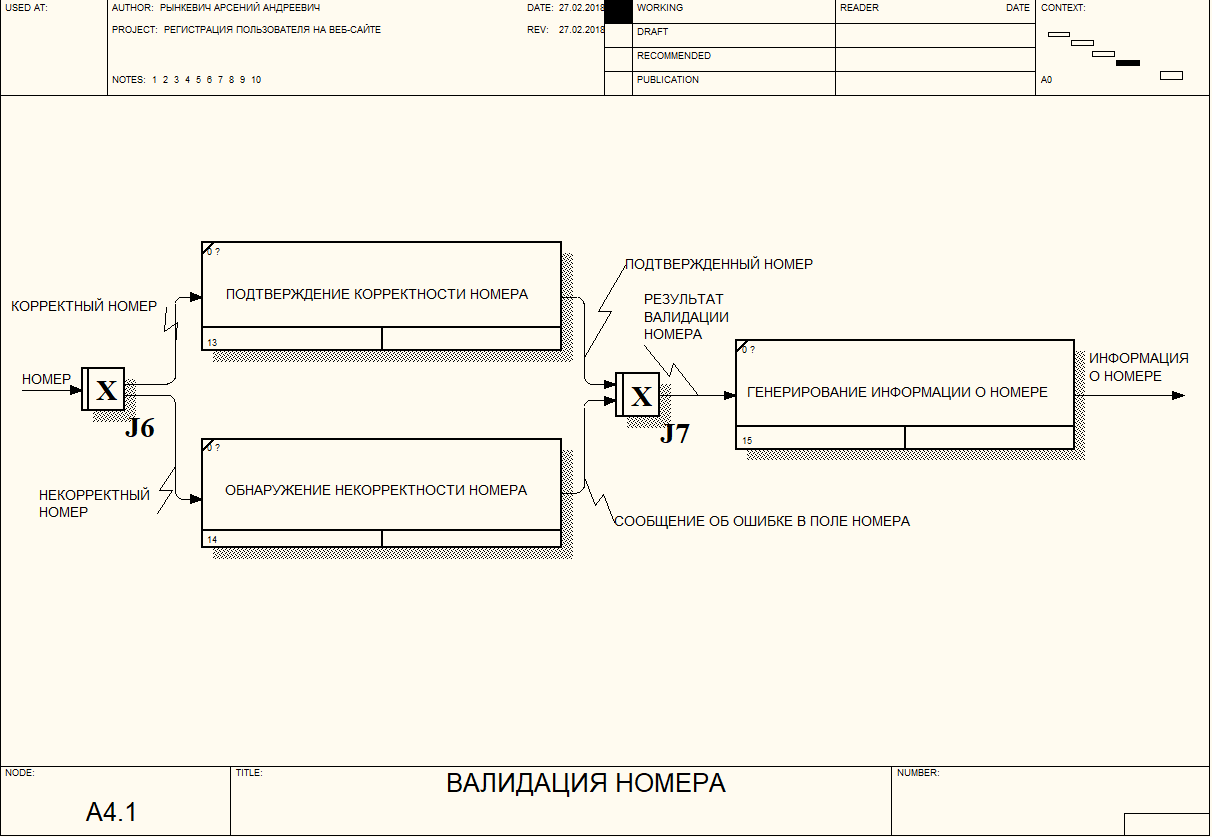 USED AT:
AUTHOR: РЫНКЕВИЧ АРСЕНИЙ АНДРЕЕВИЧ
DATE: 27.02.2018
PROJECT: РЕГИСТРАЦИЯ ПОЛЬЗОВАТЕЛЯ НА ВЕБ-САЙТЕ
REV: 27.02.2018
NOTES: 1 2 3 4 5 6 7 8 9 10
WORKING
DRAFT
RECOMMENDED
PUBLICATION
READER
DATE
CONTEXT:
A0
0 ?
ПОДТВЕРЖДЕНИЕ КОРРЕКТНОСТИ НОМЕРА
13
КОРРЕКТНЫЙ НОМЕР
НОМЕР
X
J6
НЕКОРРЕКТНЫЙ
НОМЕР
0 ?
ОБНАРУЖЕНИЕ НЕКОРРЕКТНОСТИ НОМЕРА
14
ПОДТВЕРЖДЕННЫЙ НОМЕР
РЕЗУЛЬТАТ
ВАЛИДАЦИИ
НОМЕРА
X
J7
СООБЩЕНИЕ ОБ ОШИБКЕ В ПОЛЕ НОМЕРА
0 ?
ГЕНЕРИРОВАНИЕ ИНФОРМАЦИИ О НОМЕРЕ
15
ИНФОРМАЦИЯ
О НОМЕРЕ
NODE:
A4.1
TITLE:
ВАЛИДАЦИЯ НОМЕРА
NUMBER: